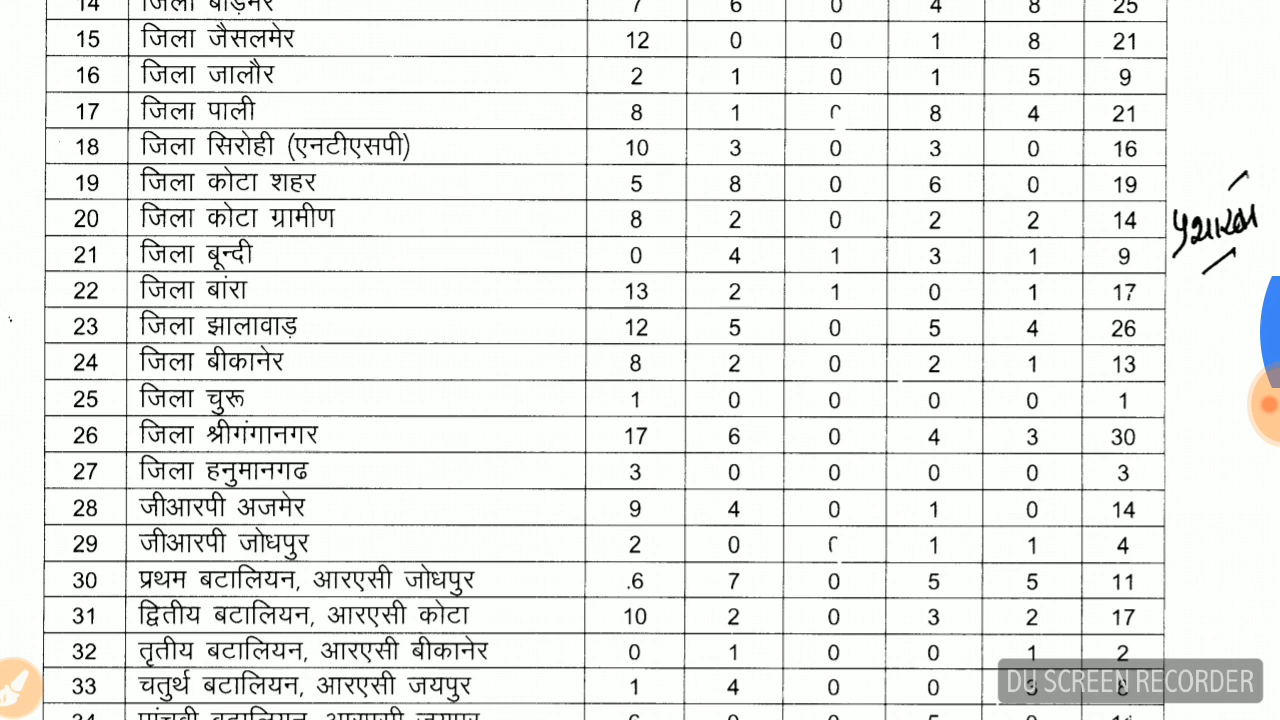 14 जिला बाड़मेर 7 6 0 4 8 25
15 जिला जैसलमेर 12 0 0 1 8 21
16 जिला जालौर 2 1 0 1 5 9
17 जिला पाली 8 1 8 4 21
18 जिला सिरोही (एनटीएसपी) 10 3 0 3 0 16
19 जिला कोटा शहर 5 8 0 6 0 19
20 जिला कोटा ग्रामीण 8 2 0 2 2 14
21 जिला बून्दी 0 4 1 3 1 9
22 जिला बांरा 13 2 1 0 1 17
23 जिला झालावाड़ 12 5 0 5 4 26
24 जिला बीकानेर 8 2 0 2 1 13
25 जिला चुरू 1 0 0 0 0 1
26 जिला श्रीगंगानगर 17 6 0 4 3 30
27 जिला हनुमानगढ 3 0 0 0 0 3
28 जीआरपी अजमेर 9 4 0 1 0 14
29 जीआरपी जोधपुर 2 0 1 1 4
30 प्रथम बटालियन, आरएसी जोधपुर .6 7 0 5 5 11
31 द्वितीय बटालियन, आरएसी कोटा 10 2 0 3 2 17
32 तृतीय बटालियन, आरएसी बीकानेर 0 1 0 0 1 2
33 चतुर्थ बटालियन, आरएसी जयपुर 1 4 0 0 3 8
34 पांचवी बटालियन, आरएसी जयपुर
DU SCREEN RECORDER